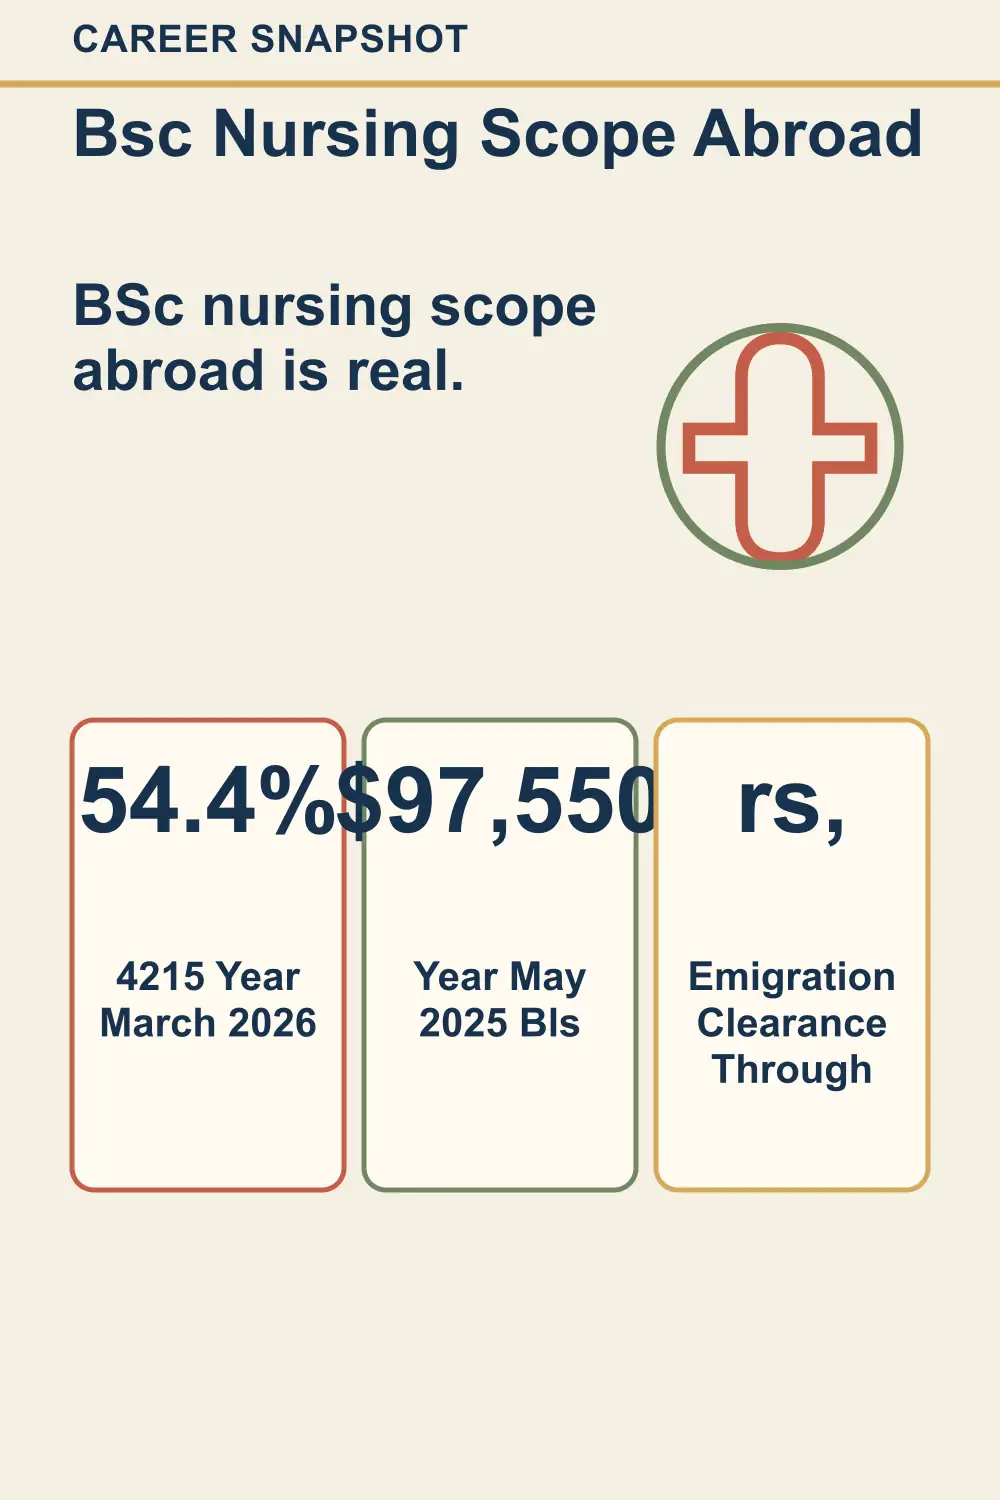 CAREER SNAPSHOT
Bsc Nursing Scope Abroad
BSc nursing scope
abroad is real.
54.4%
4215 Year
March 2026
$97,550
Year May
2025 Bls
rs,
Emigration
Clearance
Through